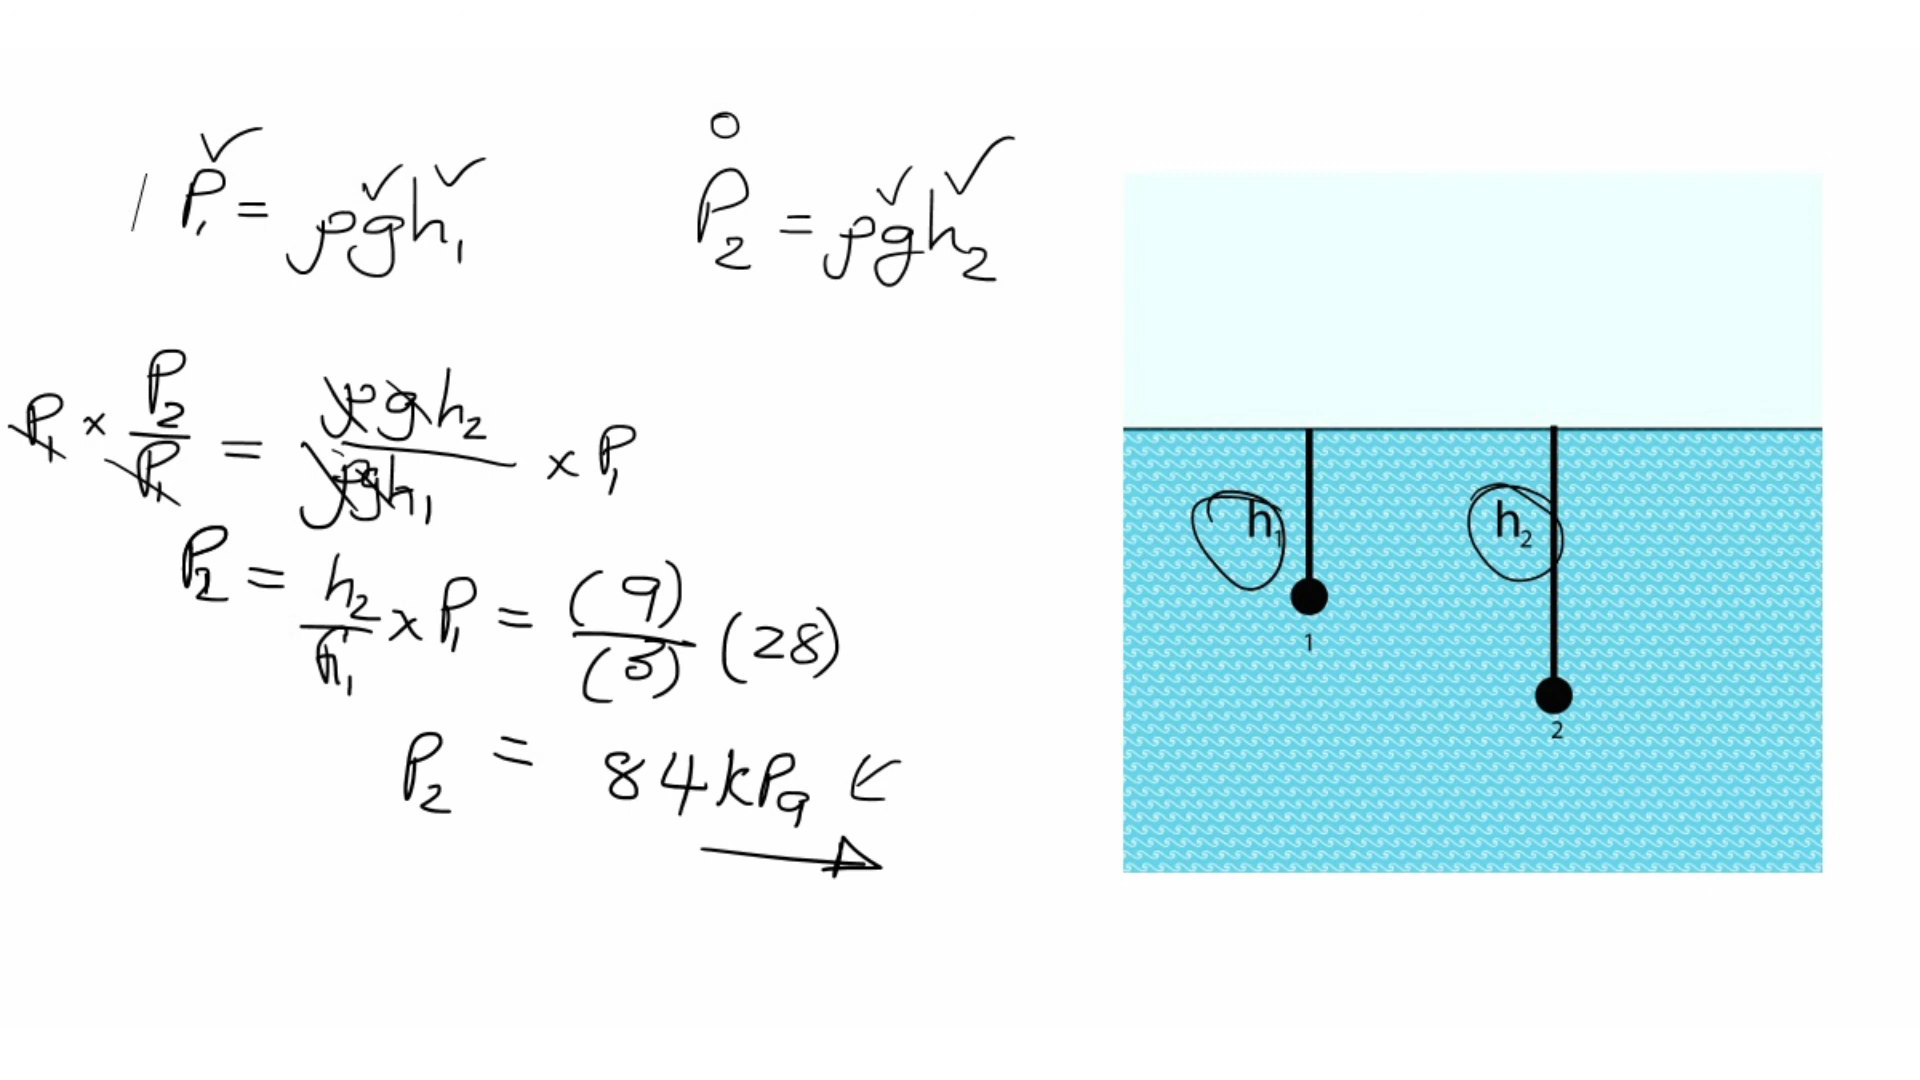 P₁ = ρgh₁
P₂ = ρgh₂
P₁ × P₂/P₁ = ρgh₂/ρgh₁ × P₁
P₂ = h₂/h₁ × P₁ = (9)/(3) (28)
P₂ = 84 kPa
h₁
h₂
1
2